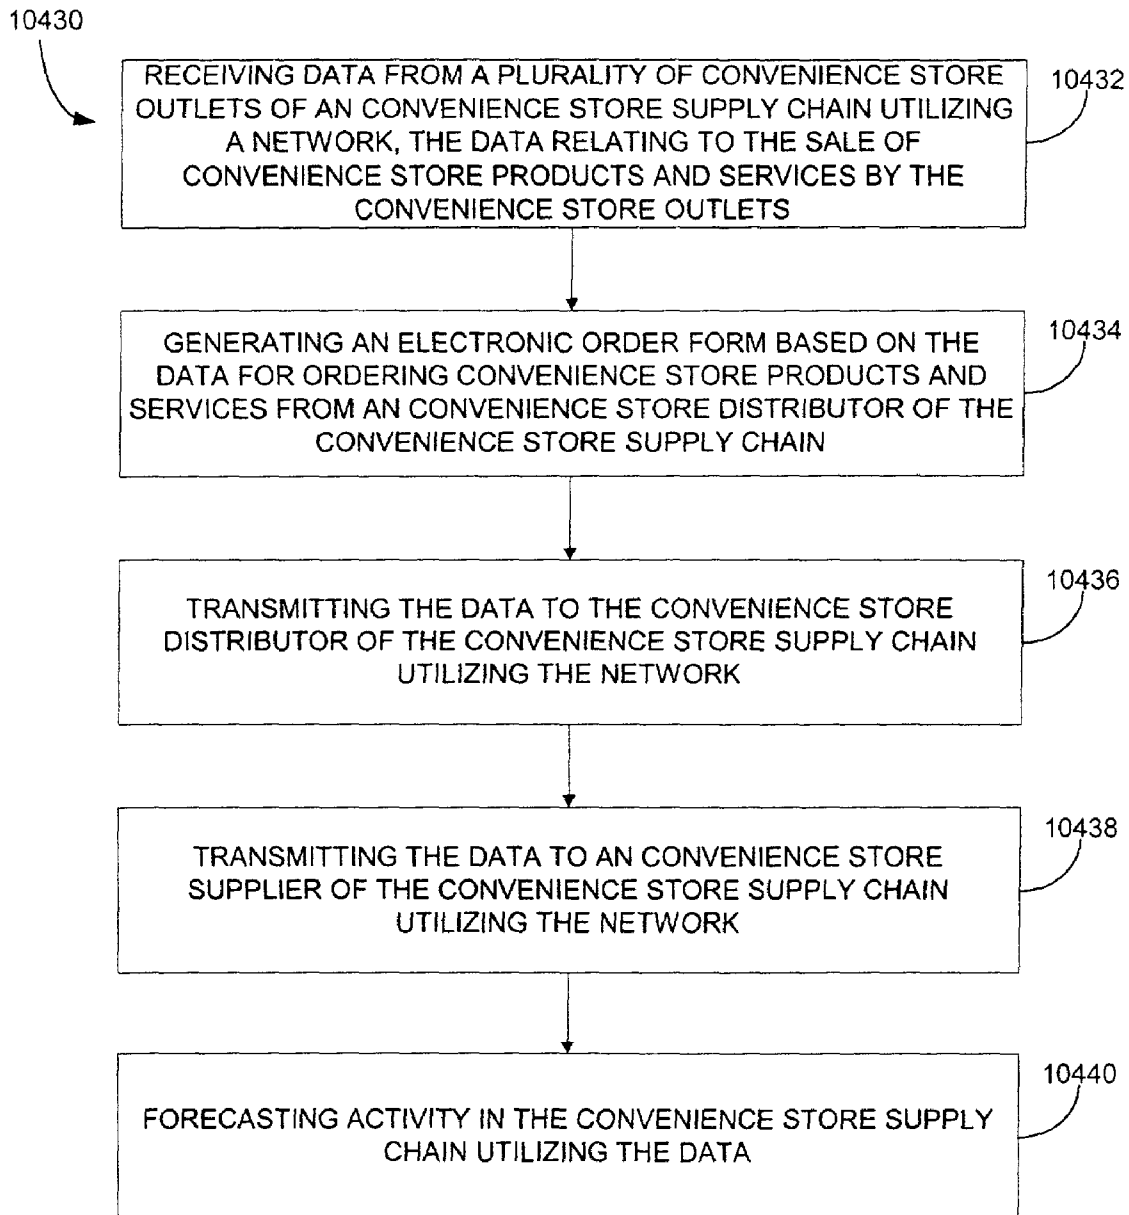 10430
RECEIVING DATA FROM A PLURALITY OF CONVENIENCE STORE
OUTLETS OF AN CONVENIENCE STORE SUPPLY CHAIN UTILIZING
A NETWORK, THE DATA RELATING TO THE SALE OF
CONVENIENCE STORE PRODUCTS AND SERVICES BY THE
CONVENIENCE STORE OUTLETS
10432
GENERATING AN ELECTRONIC ORDER FORM BASED ON THE
DATA FOR ORDERING CONVENIENCE STORE PRODUCTS AND
SERVICES FROM AN CONVENIENCE STORE DISTRIBUTOR OF THE
CONVENIENCE STORE SUPPLY CHAIN
10434
TRANSMITTING THE DATA TO THE CONVENIENCE STORE
DISTRIBUTOR OF THE CONVENIENCE STORE SUPPLY CHAIN
UTILIZING THE NETWORK
10436
TRANSMITTING THE DATA TO AN CONVENIENCE STORE
SUPPLIER OF THE CONVENIENCE STORE SUPPLY CHAIN
UTILIZING THE NETWORK
10438
FORECASTING ACTIVITY IN THE CONVENIENCE STORE SUPPLY
CHAIN UTILIZING THE DATA
10440